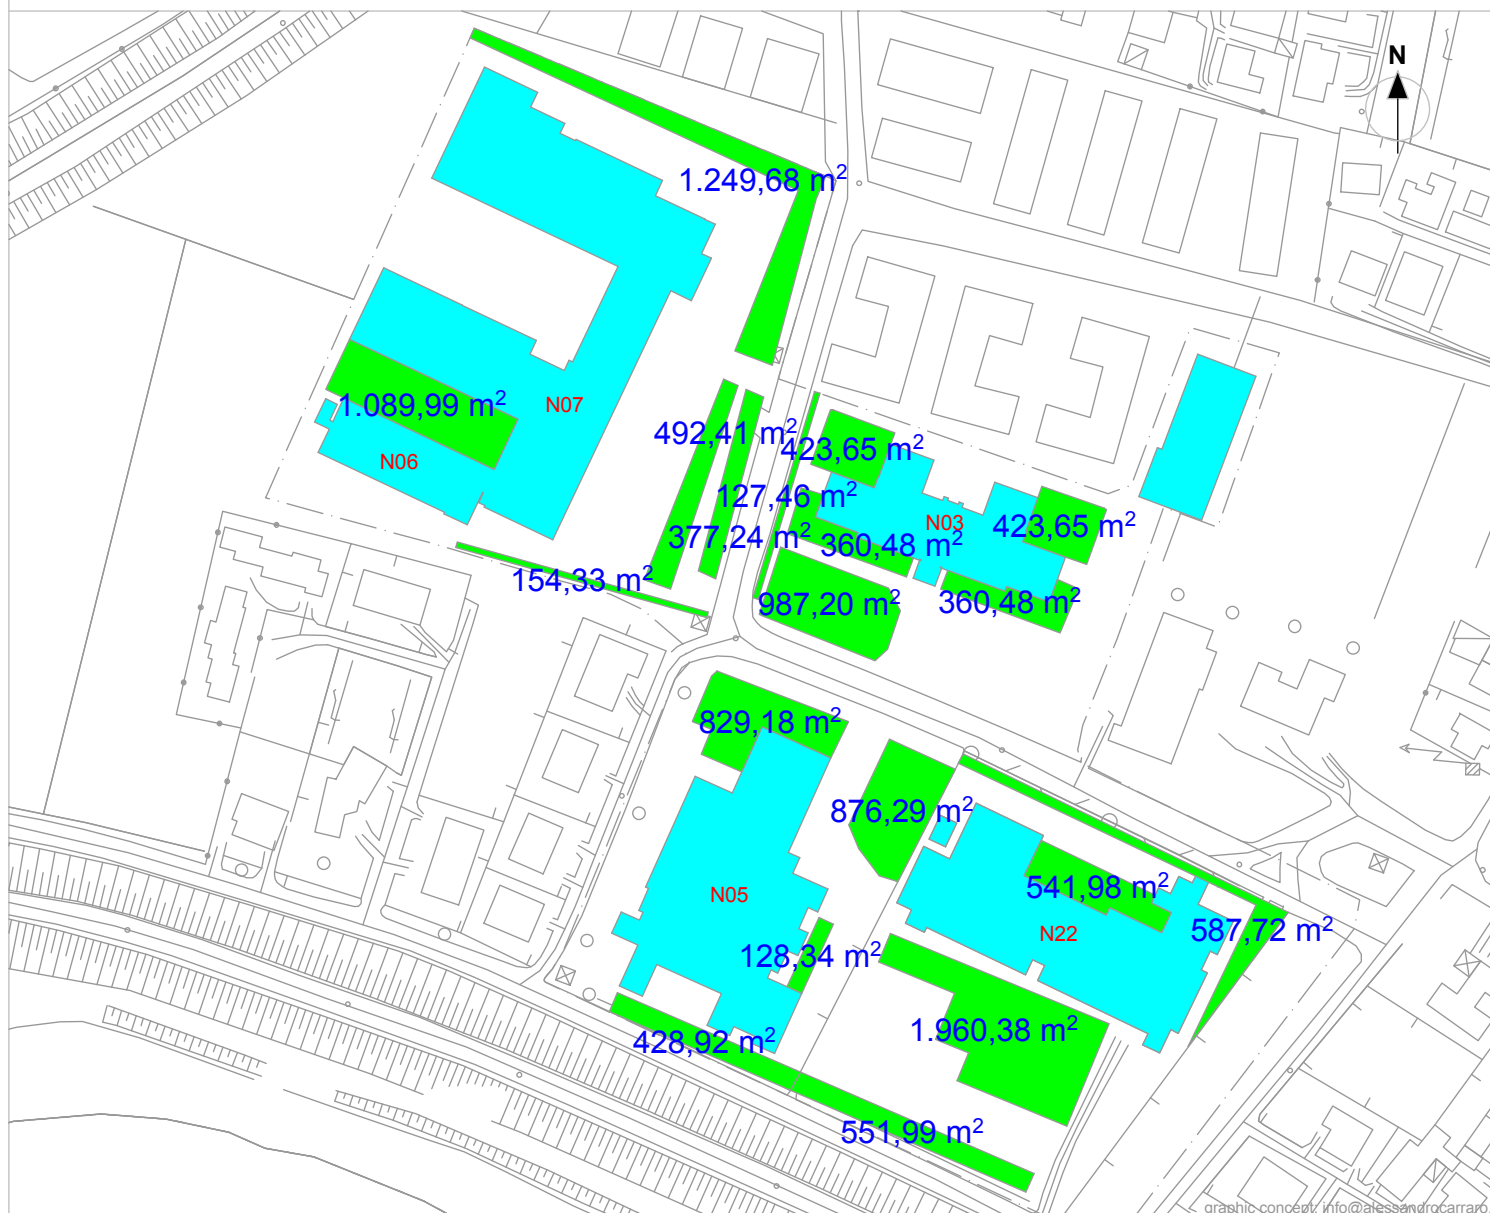 N
1.249,68 m²
1.089,99 m²
N07
N06
492,41 m²
423,65 m²
127,46 m²
N03
423,65 m²
377,24 m²
360,48 m²
154,33 m²
987,20 m²
360,48 m²
829,18 m²
876,29 m²
N05
541,98 m²
N22
587,72 m²
128,34 m²
1.960,38 m²
428,92 m²
551,99 m²
graphic concept: info@alessandrocarraro.